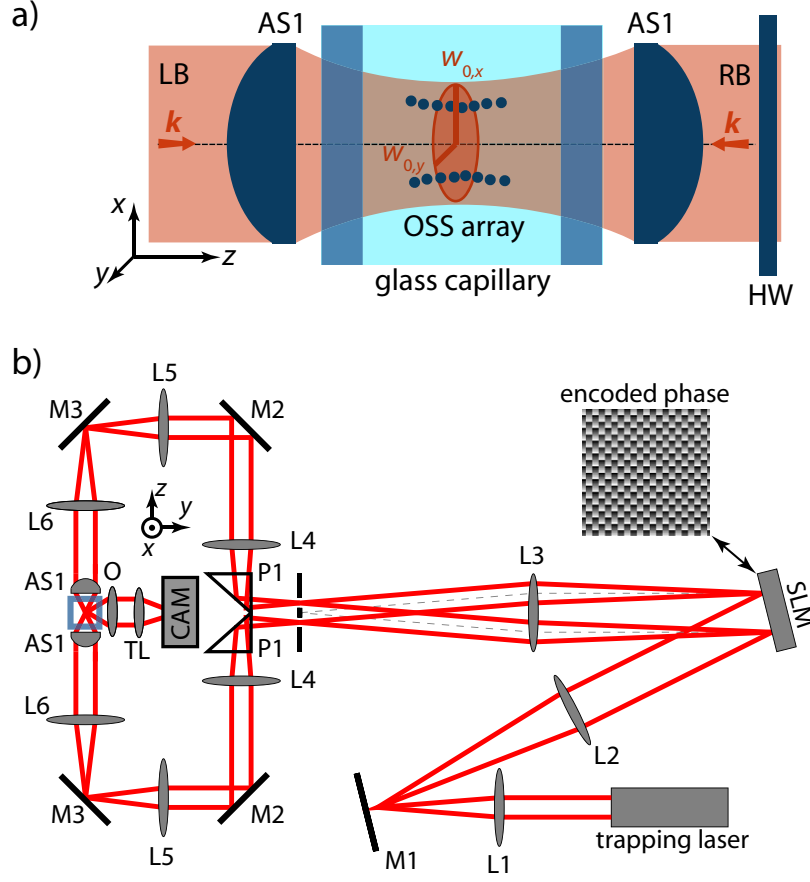 a)
AS1 AS1
LB w0,x RB
k k
w0,y
x
OSS array
y z
glass capillary
HW
b)
L5
M3 M2
encoded phase
z
L6 y
x
O L4 L3
AS1 P1
CAM
SLM
AS1 TL P1
L4
L6
L2
M3 M2
L5
trapping laser
M1 L1